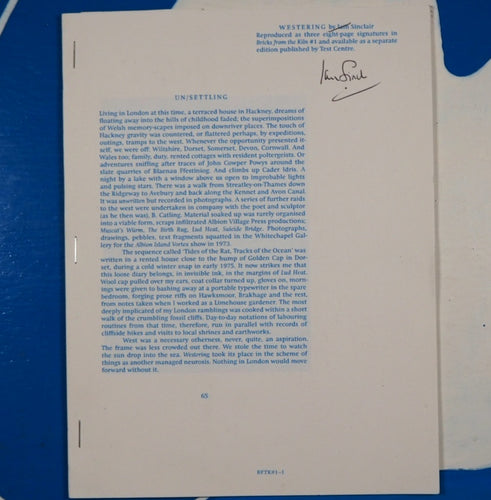 WESTERING by Iain Sinclair
Reproduced as three eight-page signatures in
Bricks from the Kiln #1 and available as a separate
edition published by Test Centre.
Iain Sinclair
UN/SETTLING
Living in London at this time, a terraced house in Hackney, dreams of
floating away into the hills of childhood faded; the superimpositions
of Welsh memory-scapes imposed on downriver places. The touch of
Hackney gravity was countered, or flattered perhaps, by expeditions,
outings, tramps to the west. Whenever the opportunity presented it-
self, we were off: Wiltshire, Dorset, Somerset, Devon, Cornwall. And
Wales too; family, duty, rented cottages with resident poltergeists. Or
adventures sniffing after traces of John Cowper Powys around the
slate quarries of Blaenau Ffestiniog. And climbs up Cader Idris. A
night by a lake with a window above us open to improbable lights
and pulsing stars. There was a walk from Streatley-on-Thames down
the Ridgeway to Avebury and back along the Kennet and Avon Canal.
It was unwritten but recorded in photographs. A series of further raids
to the west were undertaken in company with the poet and sculptor
(as he then was), B. Catling. Material soaked up was rarely organised
into a viable form, scraps infiltrated Albion Village Press productions;
Muscat's Würm, The Birth Rug, Lud Heat, Suicide Bridge. Photographs,
drawings, pebbles, text fragments squatted in the Whitechapel Gal-
lery for the Albion Island Vortex show in 1973.
The sequence called 'Tides of the Rat, Tracks of the Ocean' was
written in a rented house close to the hump of Golden Cap in Dor-
set, during a cold winter snap in early 1975. It now strikes me that
this loose diary belongs, in invisible ink, in the margins of Lud Heat.
Wool cap pulled over my ears, coat collar turned up, gloves on, morn-
ings were given to bashing away at a portable typewriter in the spare
bedroom, forging prose riffs on Hawksmoor, Brakhage and the rest,
from notes taken when I worked as a Limehouse gardener. The most
deeply implicated of my London ramblings was cooked within a short
walk of the crumbling fossil cliffs. Day-to-day notations of labouring
routines from that time, therefore, run in parallel with records of
cliffside hikes and visits to local shrines and earthworks.
West was a necessary otherness, never, quite, an aspiration.
The frame was less crowded out there. We stole the time to watch
the sun drop into the sea. Westering took its place in the scheme of
things as another managed neurosis. Nothing in London would move
forward without it.
65
BFTK#1-1